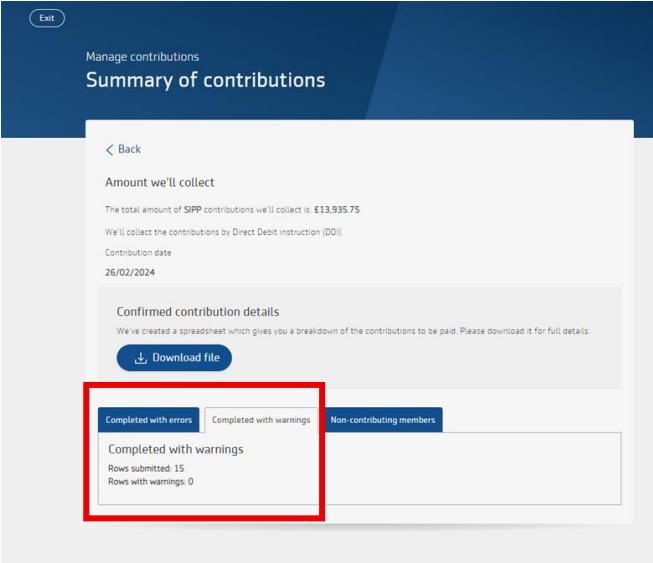 Exit
Manage contributions
Summary of contributions
Back
Amount we'll collect
The total amount of SIPP contributions we'll collect is: £13,935.75
We'll collect the contributions by Direct Debit instruction (DDI).
Contribution date
26/02/2024
Confirmed contribution details
We've created a spreadsheet which gives you a breakdown of the contributions to be paid. Please download it for full details.
Download file
Completed with errors Completed with warnings Non-contributing members
Completed with warnings
Rows submitted: 15
Rows with warnings: 0